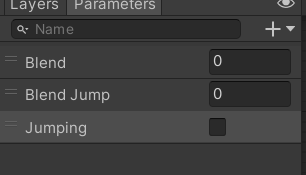 Layers Parameters
Name
Blend 0
Blend Jump 0
Jumping